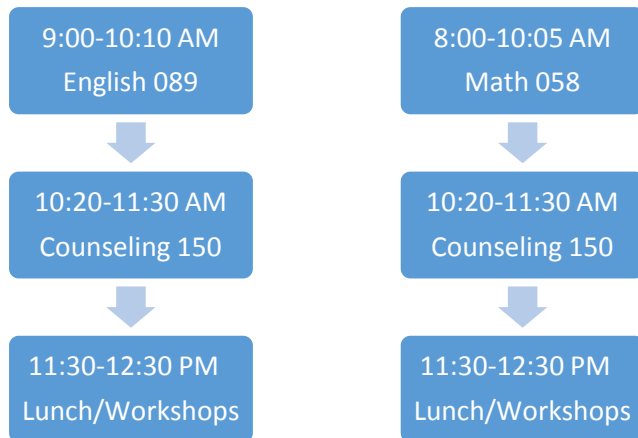 9:00-10:10 AM
English 089
10:20-11:30 AM
Counseling 150
11:30-12:30 PM
Lunch/Workshops
8:00-10:05 AM
Math 058
10:20-11:30 AM
Counseling 150
11:30-12:30 PM
Lunch/Workshops